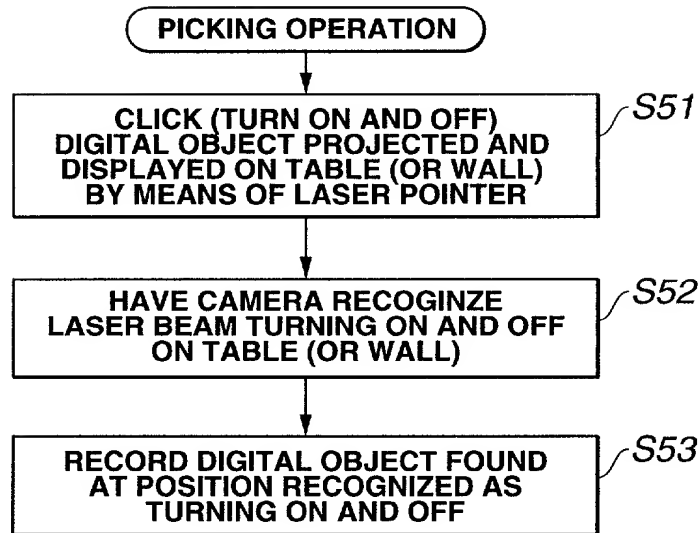 PICKING OPERATION
S51
CLICK (TURN ON AND OFF)
DIGITAL OBJECT PROJECTED AND
DISPLAYED ON TABLE (OR WALL)
BY MEANS OF LASER POINTER
S52
HAVE CAMERA RECOGINZE
LASER BEAM TURNING ON AND OFF
ON TABLE (OR WALL)
S53
RECORD DIGITAL OBJECT FOUND
AT POSITION RECOGNIZED AS
TURNING ON AND OFF